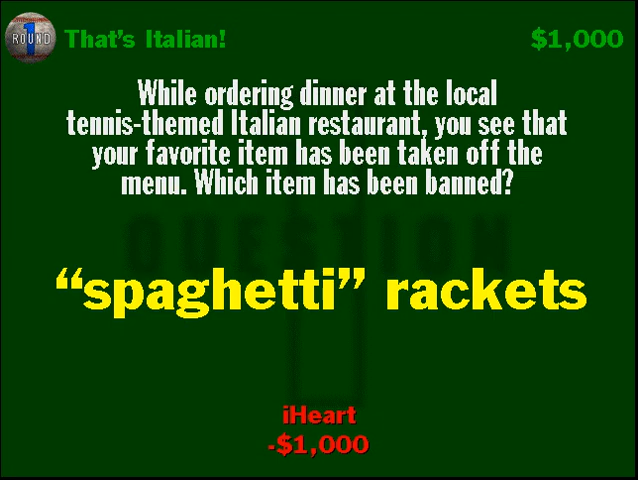 ROUND
1
That's Italian!
$1,000
While ordering dinner at the local
tennis-themed Italian restaurant, you see that
your favorite item has been taken off the
menu. Which item has been banned?
QUESTION
1
“spaghetti” rackets
iHeart
-$1,000